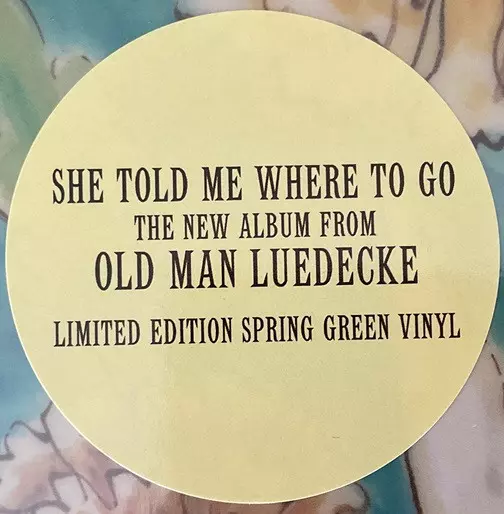 SHE TOLD ME WHERE TO GO
THE NEW ALBUM FROM
OLD MAN LUEDECKE
LIMITED EDITION SPRING GREEN VINYL